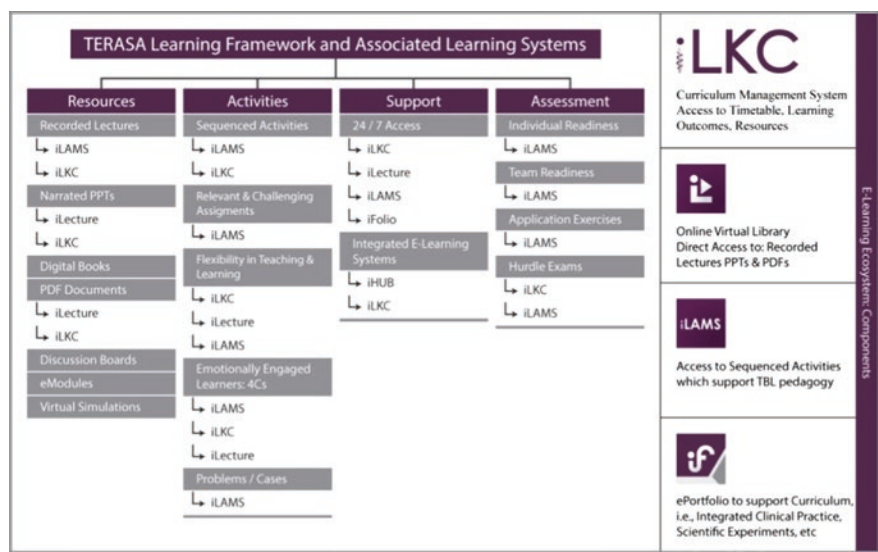 TERASA Learning Framework and Associated Learning Systems
Resources
Recorded Lectures
iLAMS
iLKC
Narrated PPTs
iLecture
iLKC
Digital Books
PDF Documents
iLecture
iLKC
Discussion Boards
eModules
Virtual Simulations
Activities
Sequenced Activities
iLAMS
iLKC
Relevant & Challenging
Assigment
iLAMS
Flexibility in Teaching &
Learning
iLKC
iLecture
iLAMS
Emotionally Engaged
Learners: 4Cs
iLAMS
iLKC
iLecture
Problems / Cases
iLAMS
Support
24 / 7 Access
iLKC
iLecture
iLAMS
iFolio
Integrated E-Learning
Systems
iHUB
iLKC
Assessment
Individual Readiness
iLAMS
Team Readiness
iLAMS
Application Exercises
iLAMS
Hurdle Exams
iLKC
iLAMS
iLKC
Curriculum Management System
Access to Timetable, Learning
Outcomes, Resources
iL
Online Virtual Library
Direct Access to: Recorded
Lectures PPTs & PDFs
iLAMS
Access to Sequenced Activities
which support TBL pedagogy
if
ePortfolio to support Curriculum,
i.e., Integrated Clinical Practice,
Scientific Experiments, etc
E-Learning Ecosystem: Components